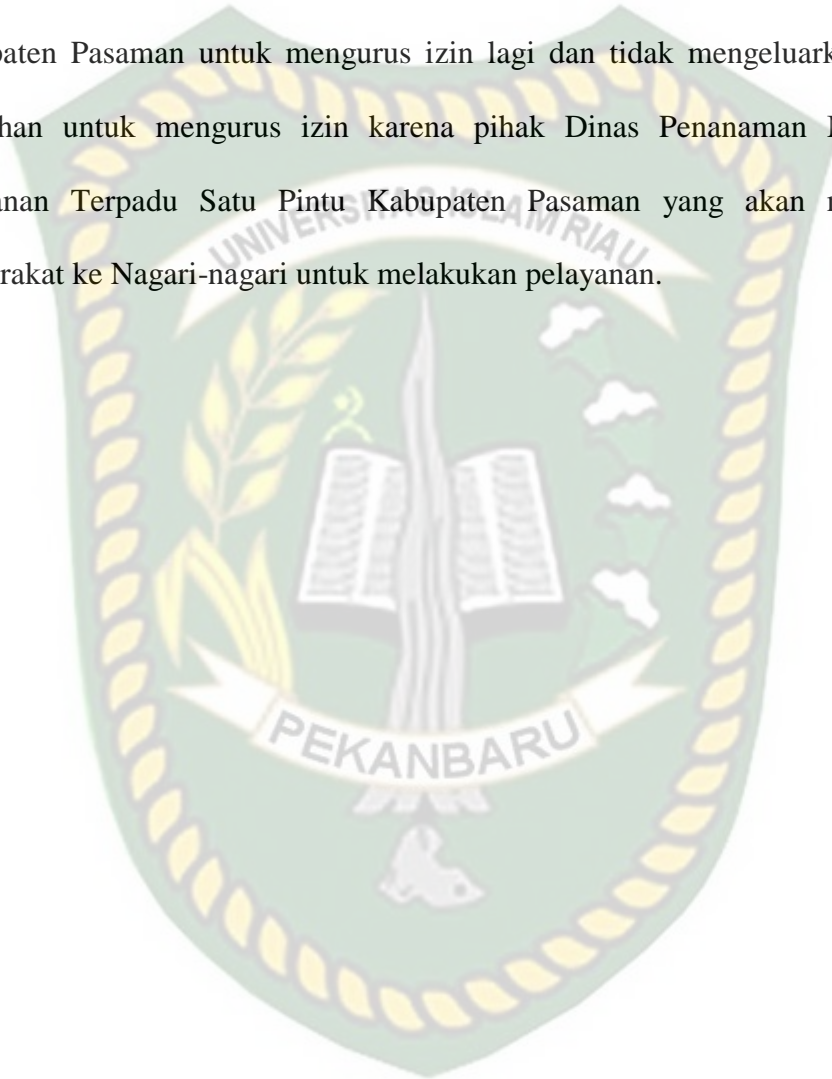 paten Pasaman untuk mengurus izin lagi dan tidak mengeluark
han untuk mengurus izin karena pihak Dinas Penanaman
anan Terpadu Satu Pintu Kabupaten Pasaman yang akan
UNIVERSITAS ISLAM RIAU
rakat ke Nagari-nagari untuk melakukan pelayanan.
PEKANBARU